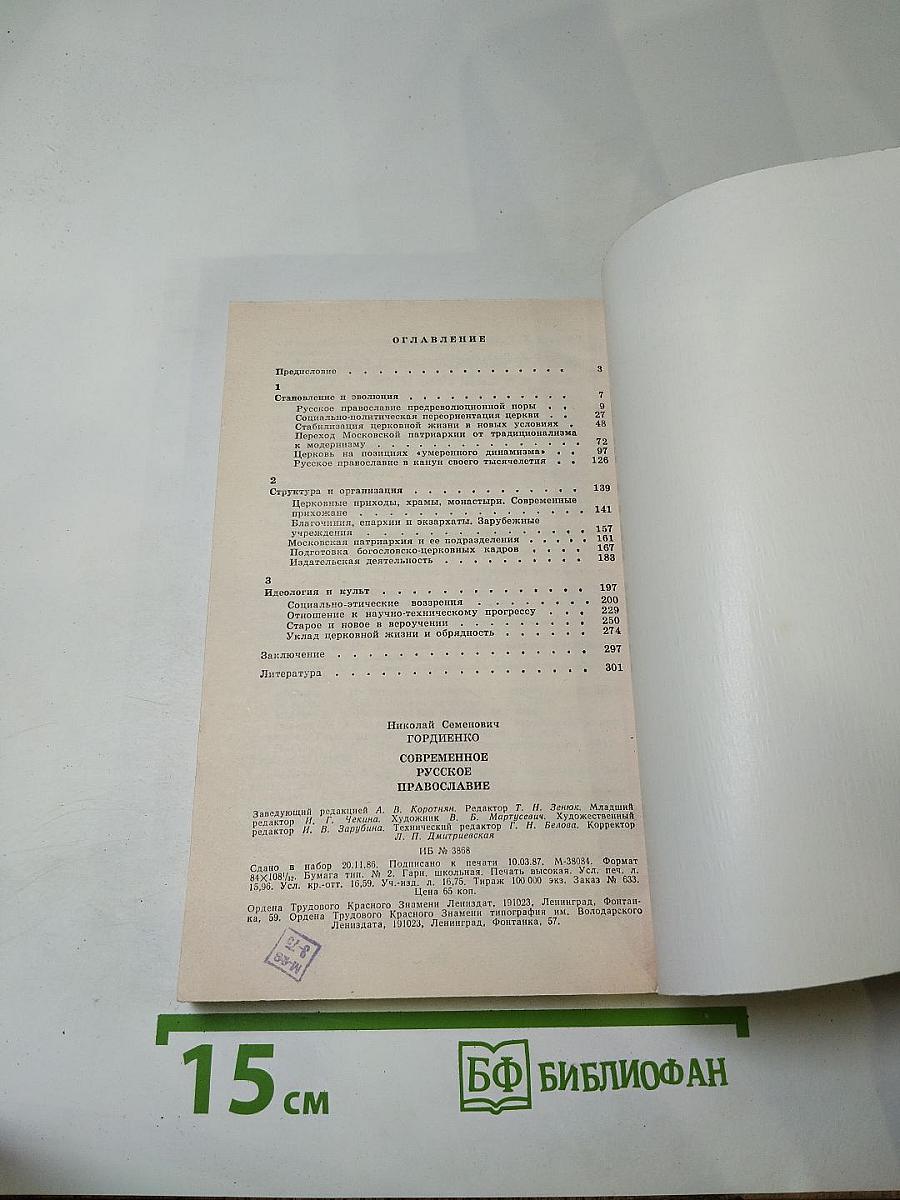 ОГЛАВЛЕНИЕ
Предисловие . . . . . . . . . . . . . . . . 3
1
Становление и эволюция . . . . . . . . . . . 7
Русское православие предреволюционной поры . . 9
Социально-политическая переориентация церкви . . 27
Стабилизация церковной жизни в новых условиях . 48
Переход Московской патриархии от традиционализма
к модернизму . . . . . . . . . . . . . . 72
Церковь на позициях «умеренного динамизма» . . 97
Русское православие в канун своего тысячелетия . . 126
2
Структура и организация . . . . . . . . . . . 139
Церковные приходы, храмы, монастыри. Современные
прихожане . . . . . . . . . . . . . . . 141
Благочиния, епархии и экзархаты. Зарубежные
учреждения . . . . . . . . . . . . . . . 157
Московская патриархия и ее подразделения . . . . . 161
Подготовка богословско-церковных кадров . . . . 167
Издательская деятельность . . . . . . . . . . 183
3
Идеология и культ . . . . . . . . . . . . . . 197
Социально-этические воззрения . . . . . . . . 200
Отношение к научно-техническому прогрессу . . . 229
Старое и новое в вероучении . . . . . . . . . 250
Уклад церковной жизни и обрядность . . . . . . 274
Заключение . . . . . . . . . . . . . . . . . 297
Литература . . . . . . . . . . . . . . . . . 301
Николай Семенович
ГОРДИЕНКО
СОВРЕМЕННОЕ
РУССКОЕ
ПРАВОСЛАВИЕ
Заведующий редакцией А. В. Коротнян. Редактор Т. Н. Зенюк. Младший
редактор И. Г. Чекина. Художник В. Б. Мартусевич. Художественный
редактор И. В. Зарубина. Технический редактор Г. Н. Белова. Корректор
Л. П. Дмитриевская
ИБ № 3868
Сдано в набор 20.11.86. Подписано к печати 10.03.87. М-38084. Формат
84×108¹/₃₂. Бумага тип. № 2. Гарн. школьная. Печать высокая. Усл. печ. л.
15,96. Усл. кр.-отт. 16,59. Уч.-изд. л. 16,75. Тираж 100 000 экз. Заказ № 633.
Цена 65 коп.
Ордена Трудового Красного Знамени Лениздат, 191023, Ленинград, Фонтан-
ка, 59. Ордена Трудового Красного Знамени типография им. Володарского
Лениздата, 191023, Ленинград, Фонтанка, 57.
15 см
БФ БИБЛИОФАН